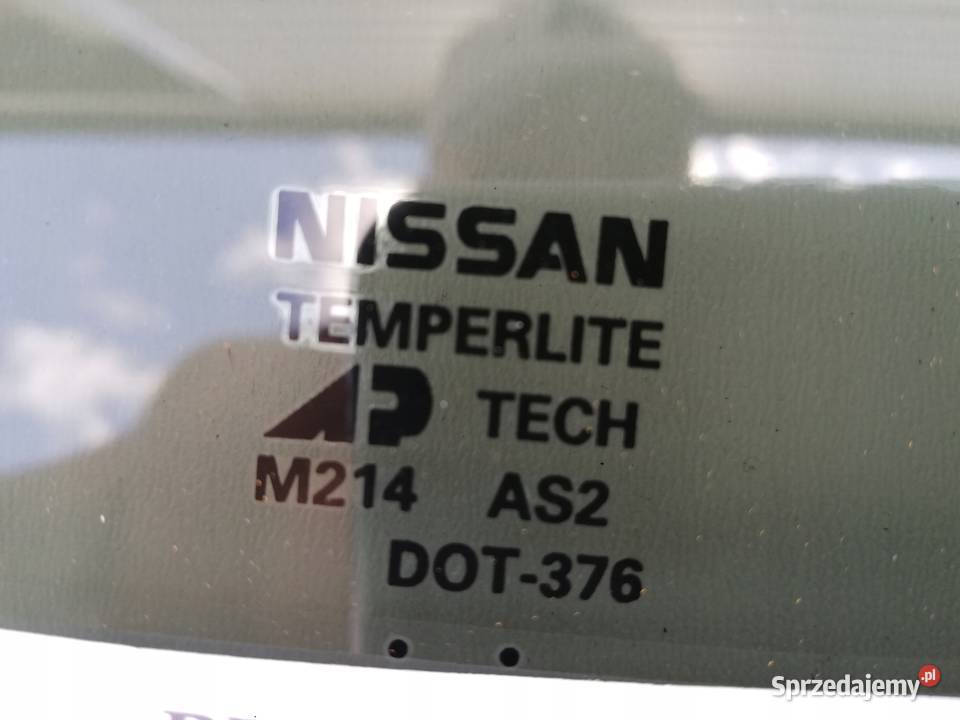 NISSAN
TEMPERLITE
AP TECH
M214 AS2
DOT-376
Sprzedajemy.pl